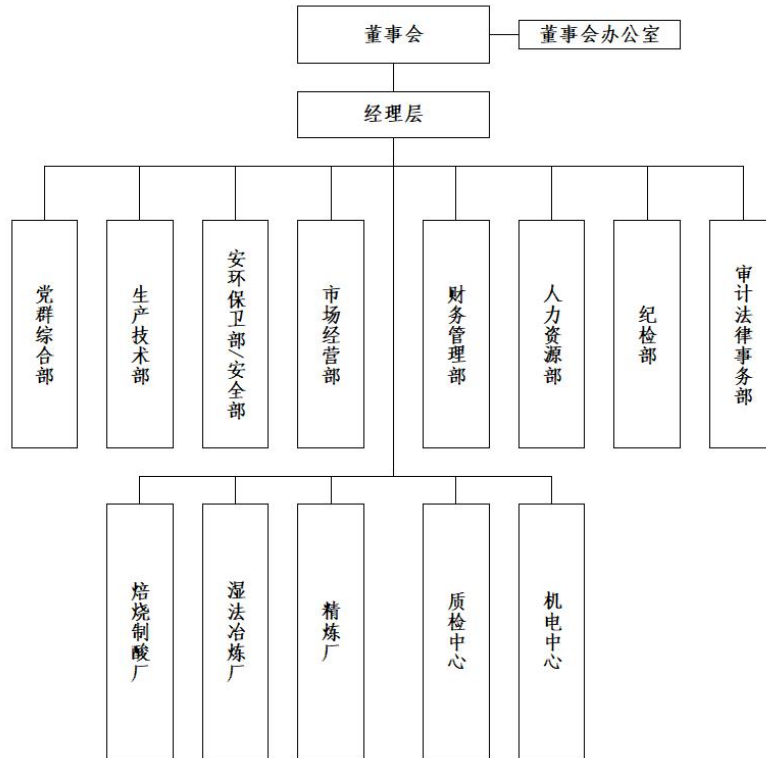 董事会
董事会办公室
经理层
党群综合部
生产技术部
安环保卫部/安全部
市场经营部
财务管理部
人力资源部
纪检部
审计法律事务部
焙烧制酸厂
湿法冶炼厂
精炼厂
质检中心
机电中心